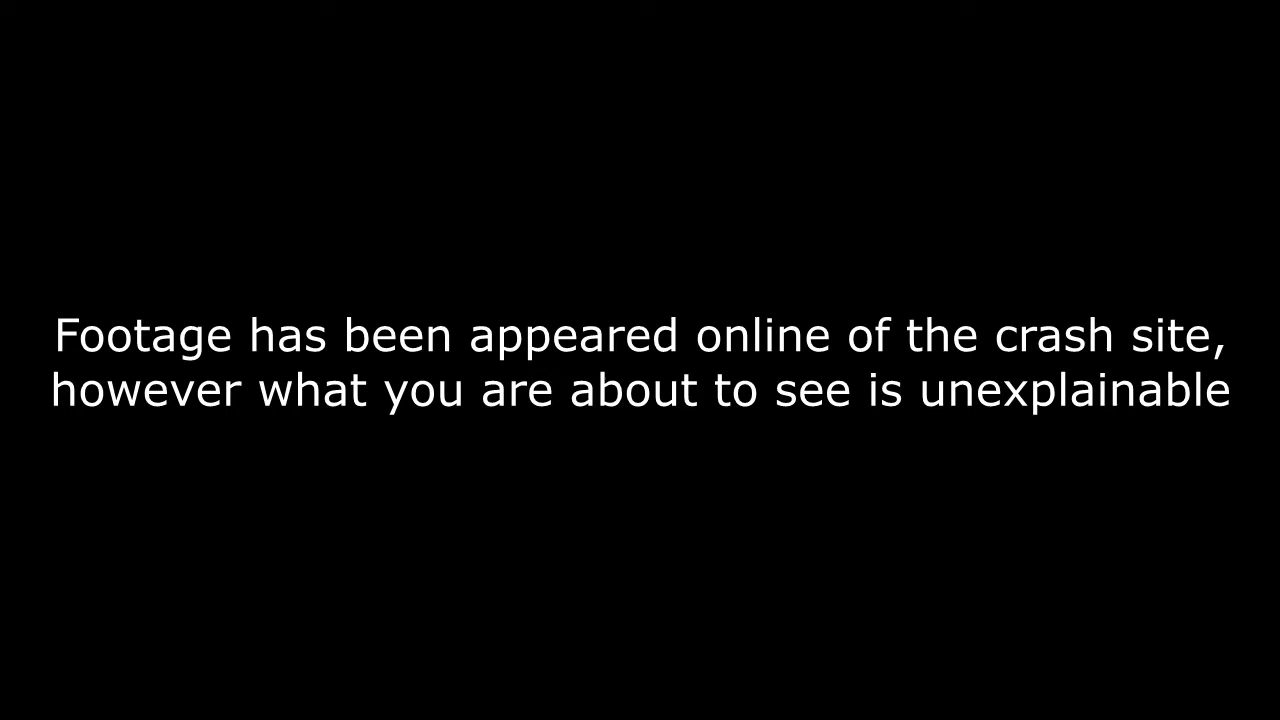 Footage has been appeared online of the crash site,
however what you are about to see is unexplainable